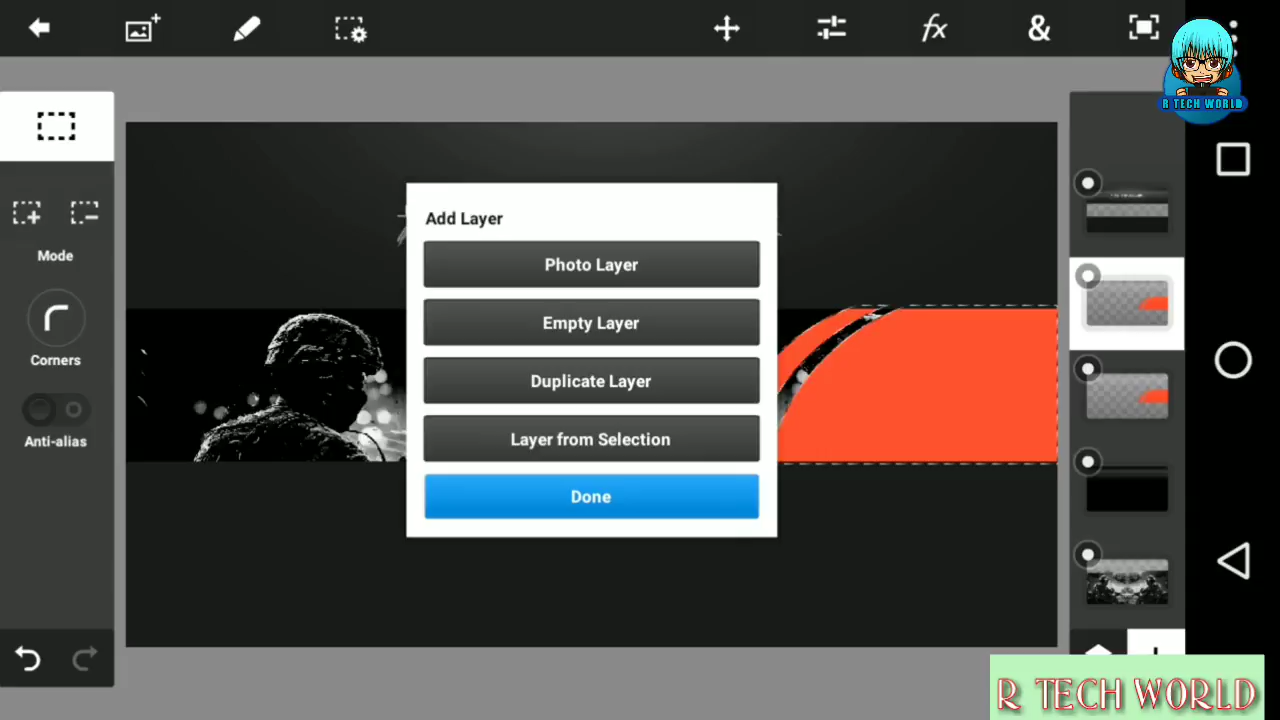 fx
&
R TECH WORLD
Add Layer
Photo Layer
Mode
Empty Layer
Corners
Duplicate Layer
Anti-alias
Layer from Selection
Done
R TECH WORLD